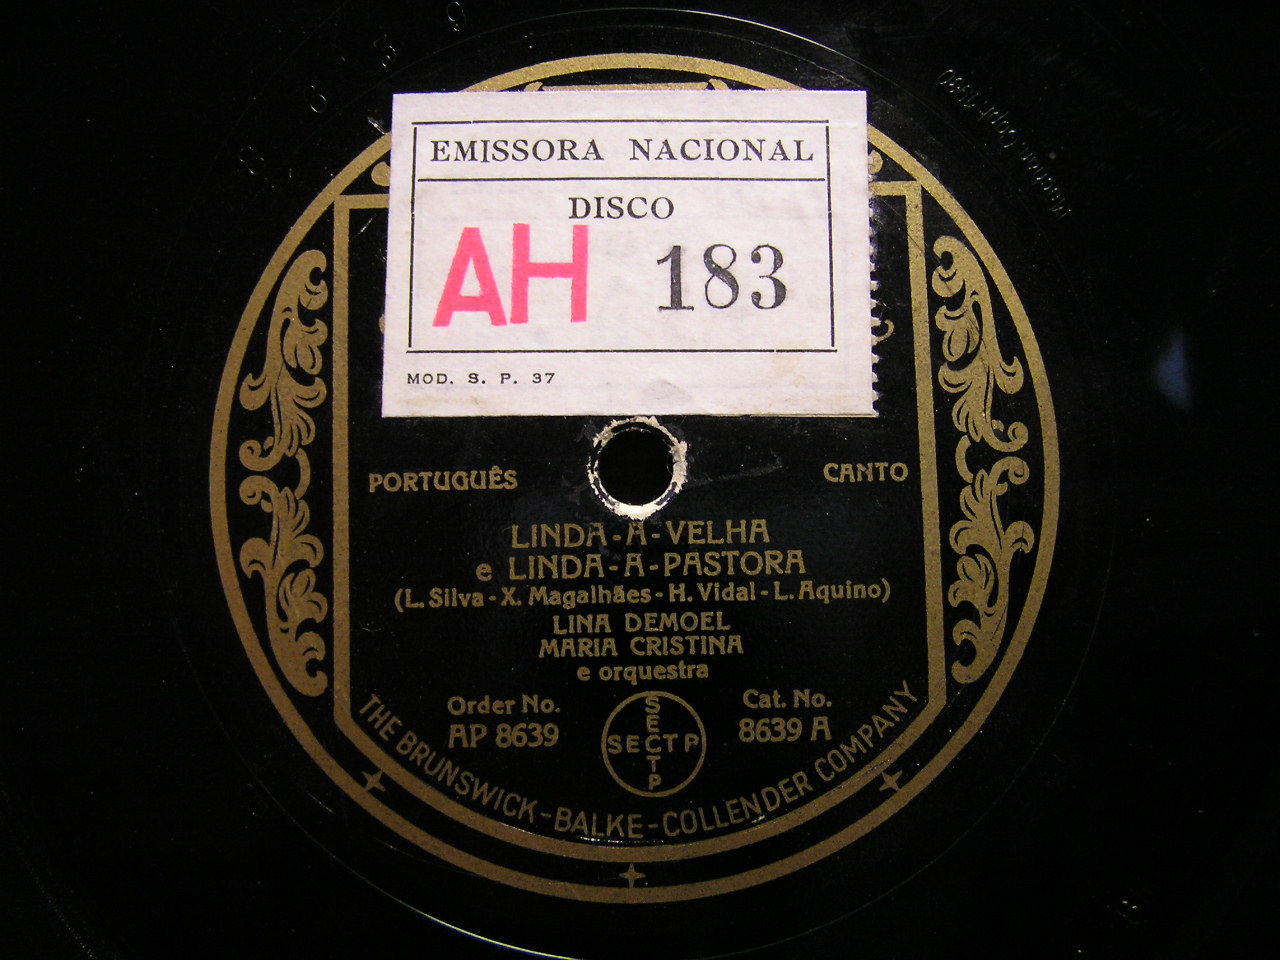 EMISSORA NACIONAL
DISCO
AH 183
MOD. S. P. 37
PORTUGUÊS CANTO
LINDA-A-VELHA
e LINDA-A-PASTORA
(L. Silva - X. Magalhães - H. Vidal - L. Aquino)
LINA DEMOEL
MARIA CRISTINA
e orquestra
Order No. Cat. No.
AP 8639 8639 A
SECTP
SECTP
THE BRUNSWICK-BALKE-COLLENDER COMPANY